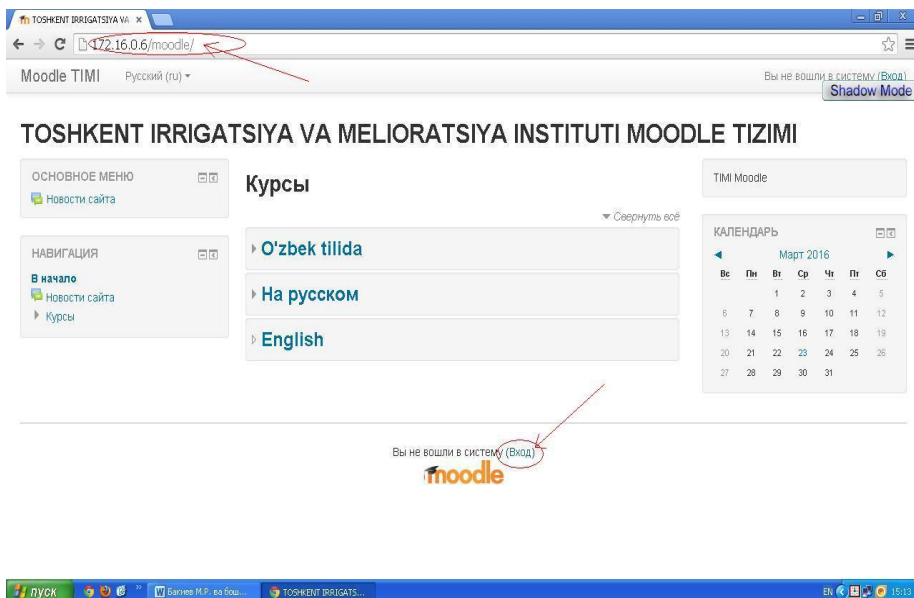 TOSHKENT IRRIGATSIYA VA
172.16.0.6/moodle/
Moodle TIMI Русский (ru)
Вы не вошли в систему (Вход)
Shadow Mode
TOSHKENT IRRIGATSIYA VA MELIORATSIYA INSTITUTI MOODLE TIZIMI
ОСНОВНОЕ МЕНЮ
Новости сайта
НАВИГАЦИЯ
В начало
Новости сайта
Курсы
Курсы
Свернуть всё
O'zbek tilida
На русском
English
TIMI Moodle
КАЛЕНДАРЬ
Март 2016
Вс Пн Вт Ср Чт Пт Сб
1 2 3 4 5
6 7 8 9 10 11 12
13 14 15 16 17 18 19
20 21 22 23 24 25 26
27 28 29 30 31
Вы не вошли в систему (Вход)
moodle
пуск
Бакиев М.Р. ва бош...
TOSHKENT IRRIGATS...
EN
15:13